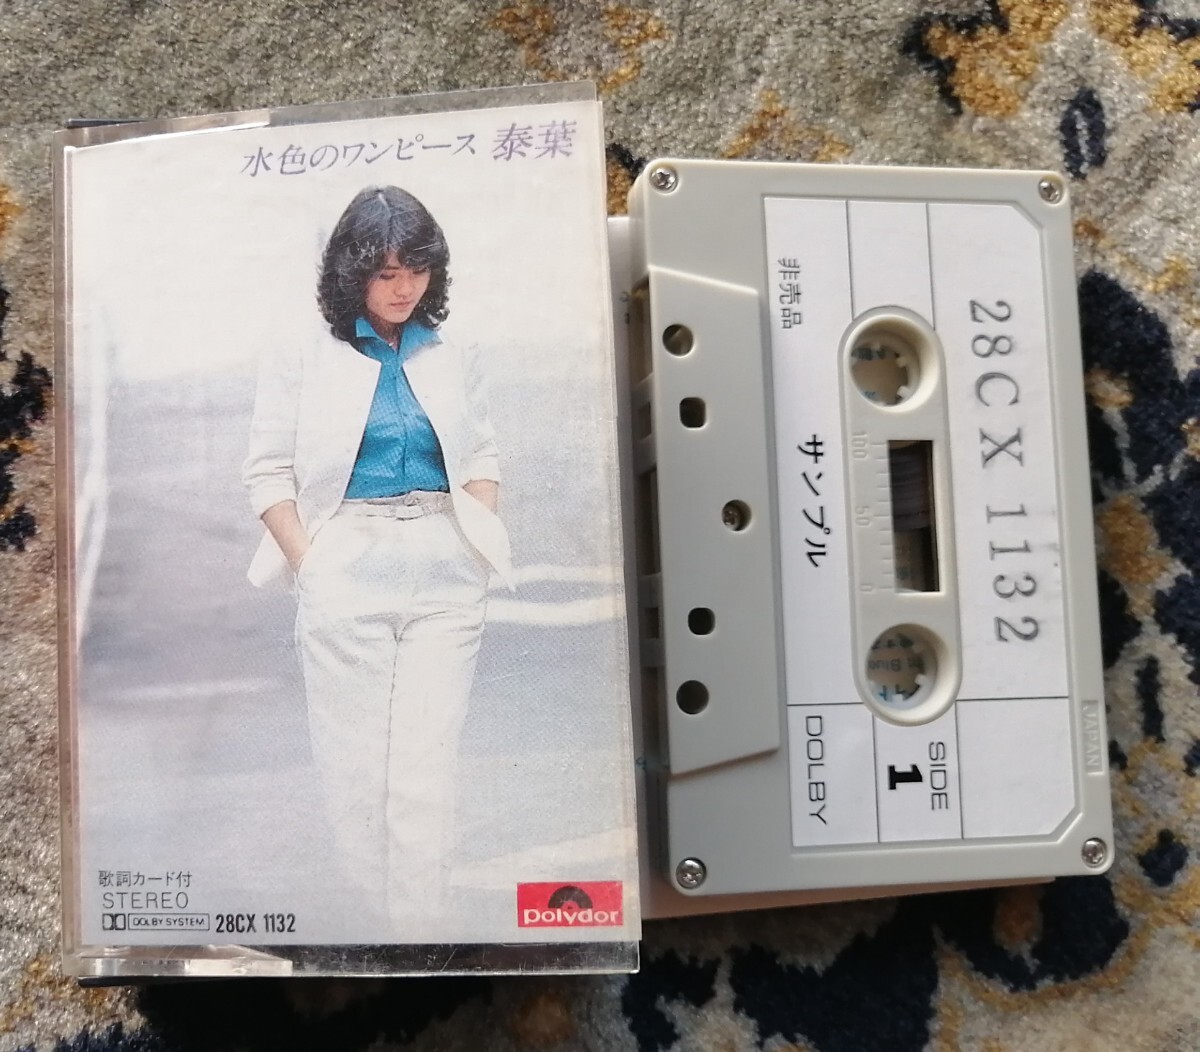 水色のワンピース 泰葉
歌詞カード付
STEREO
DOLBY SYSTEM 28CX 1132
polydor
28CX 1132
非売品
サンプル
100 50 0
DOLBY
SIDE
1
JAPAN